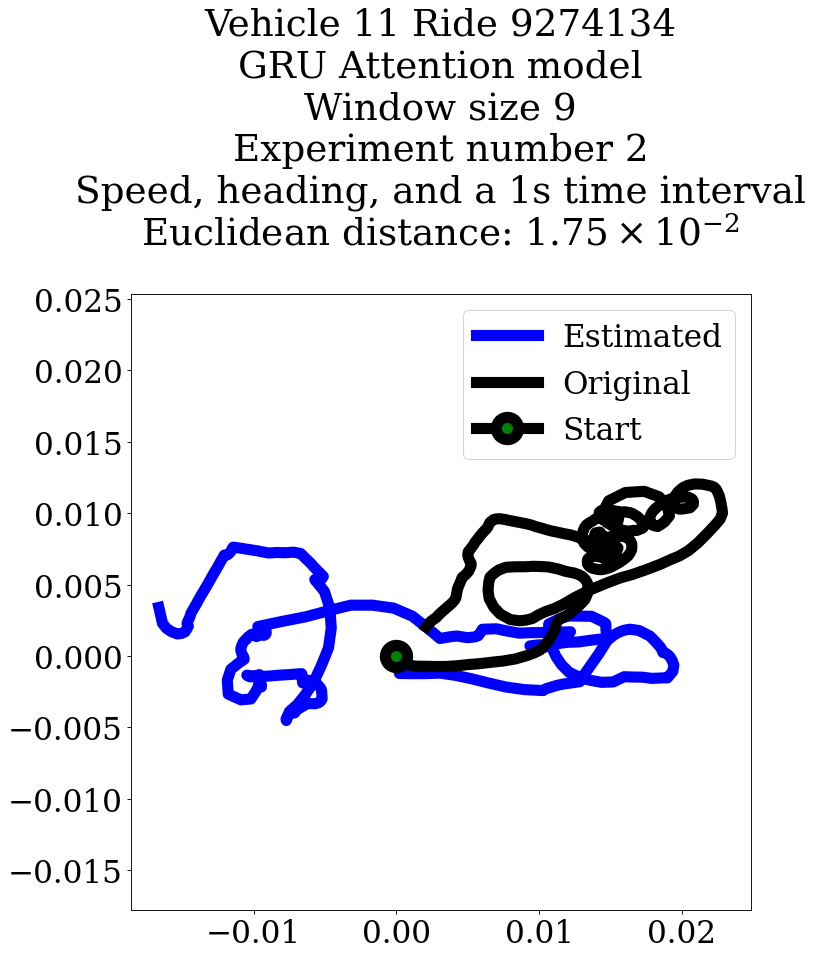 Vehicle 11 Ride 9274134
GRU Attention model
Window size 9
Experiment number 2
Speed, heading, and a 1s time interval
Euclidean distance: 1.75 × 10⁻²
Estimated
Original
Start
0.025
0.020
0.015
0.010
0.005
0.000
−0.005
−0.010
−0.015
−0.01 0.00 0.01 0.02